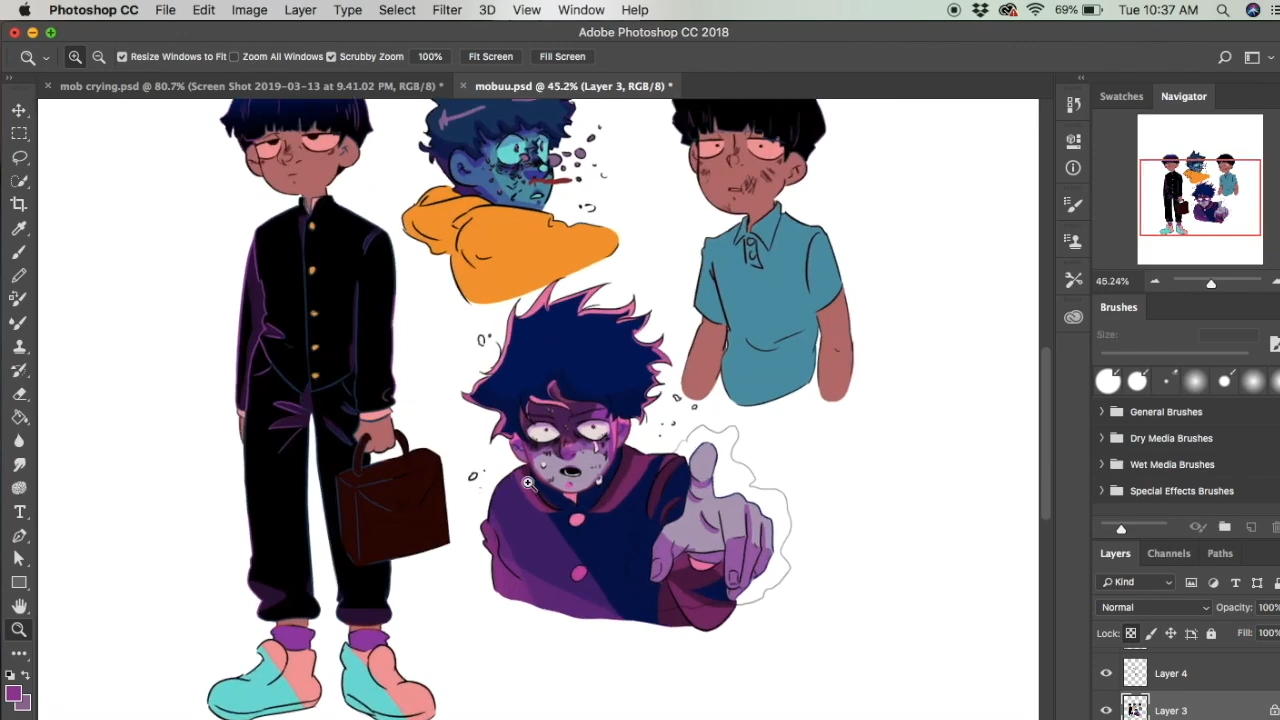 Photoshop CC File Edit Image Layer Type Select Filter 3D View Window Help 69% Tue 10:37 AM
Adobe Photoshop CC 2018
Resize Windows to Fit Zoom All Windows Scrubby Zoom 100% Fit Screen Fill Screen
mob crying.psd @ 80.7% (Screen Shot 2019-03-13 at 9.41.02 PM, RGB/8) * mobuu.psd @ 45.2% (Layer 3, RGB/8) *
Swatches Navigator
45.24%
Brushes
Size:
General Brushes
Dry Media Brushes
Wet Media Brushes
Special Effects Brushes
Layers Channels Paths
Kind
Normal Opacity: 100%
Lock: Fill: 100%
Layer 4
Layer 3